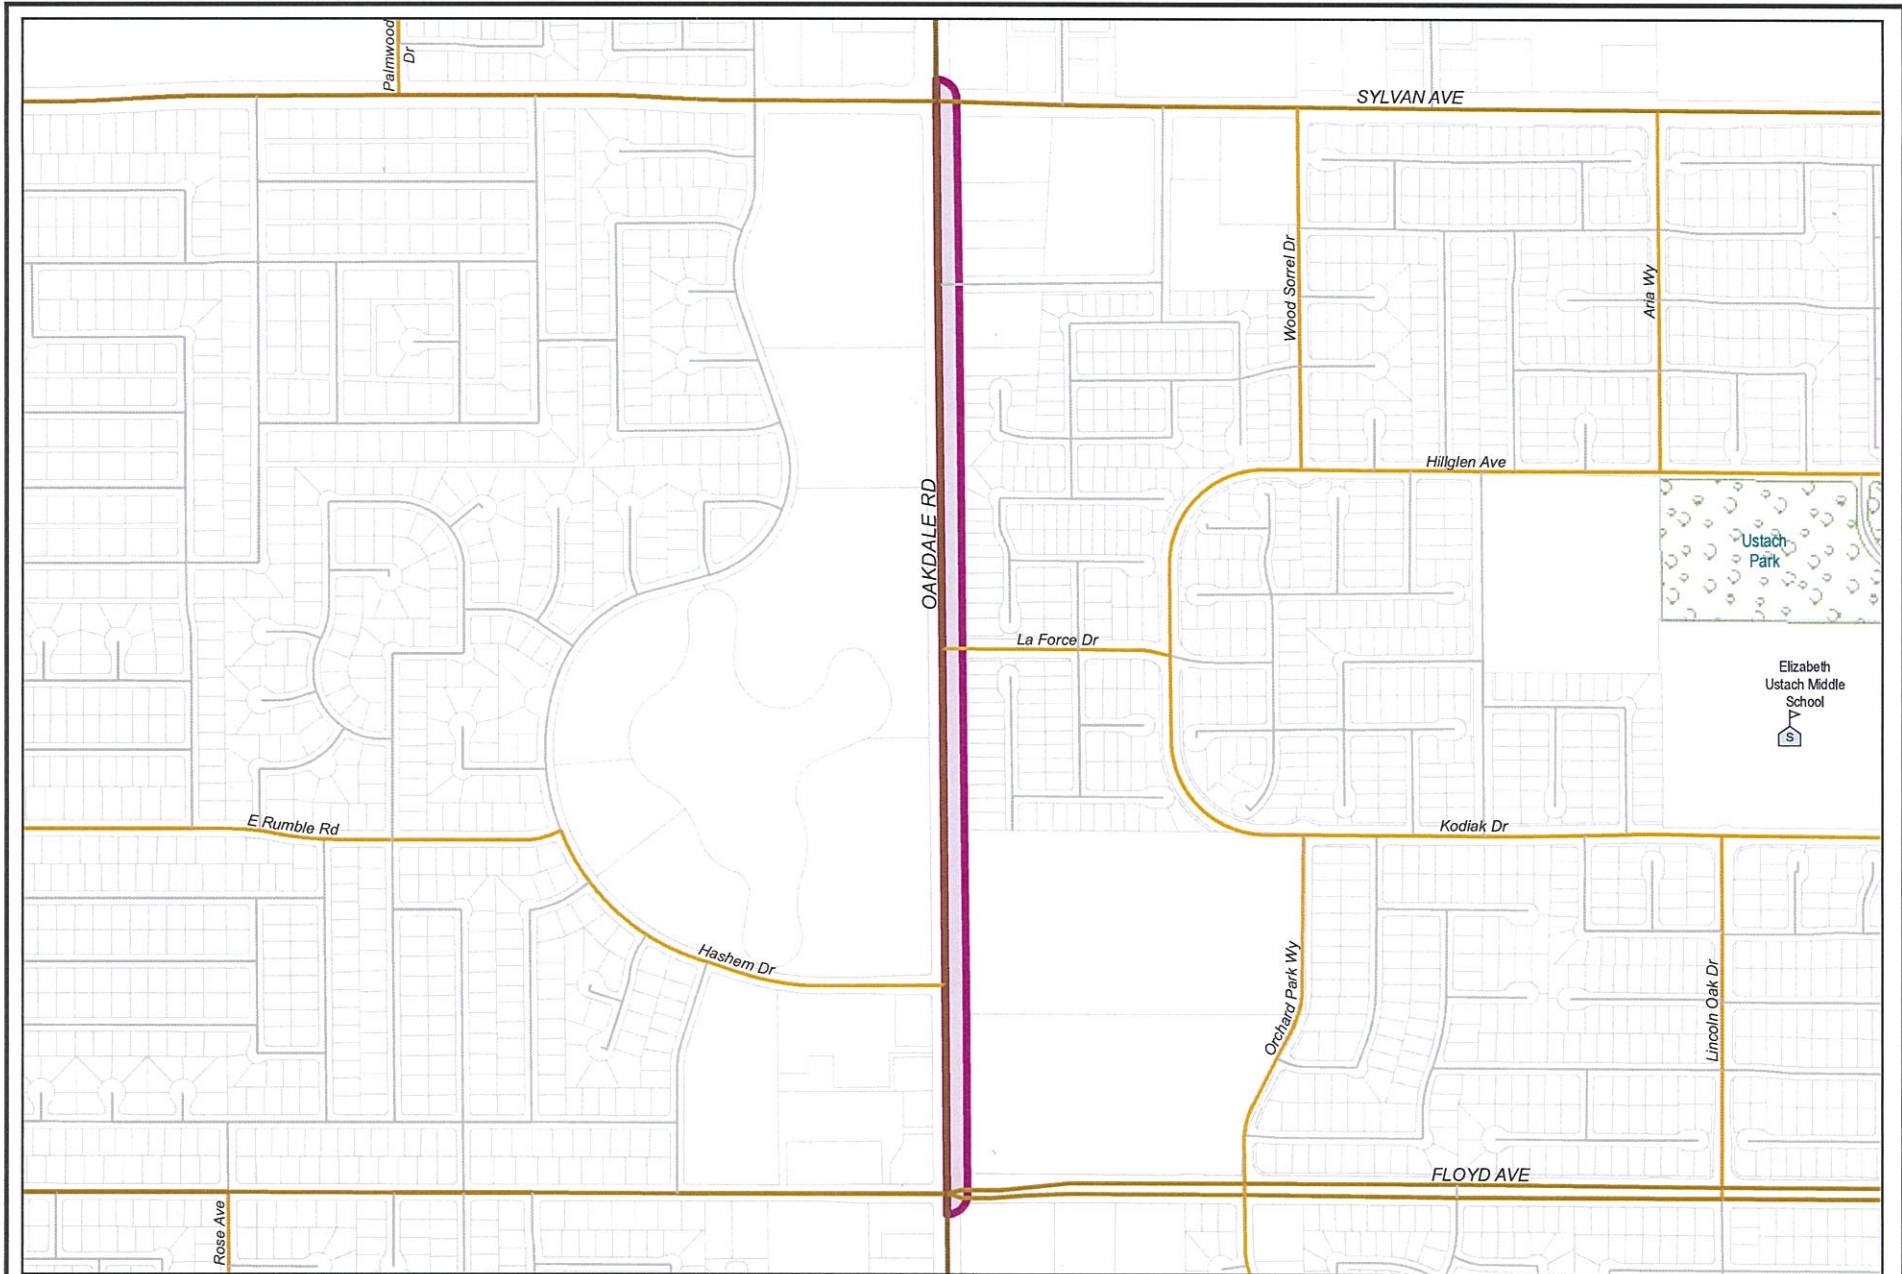 Palmwood
Dr
SYLVAN AVE
Wood Sorrel Dr
Aria Wy
Hillglen Ave
OAKDALE RD
Ustach
Park
La Force Dr
Elizabeth
Ustach Middle
School
S
E Rumble Rd
Kodiak Dr
Hashem Dr
Orchard Park Wy
Lincoln Oak Dr
FLOYD AVE
Rose Ave